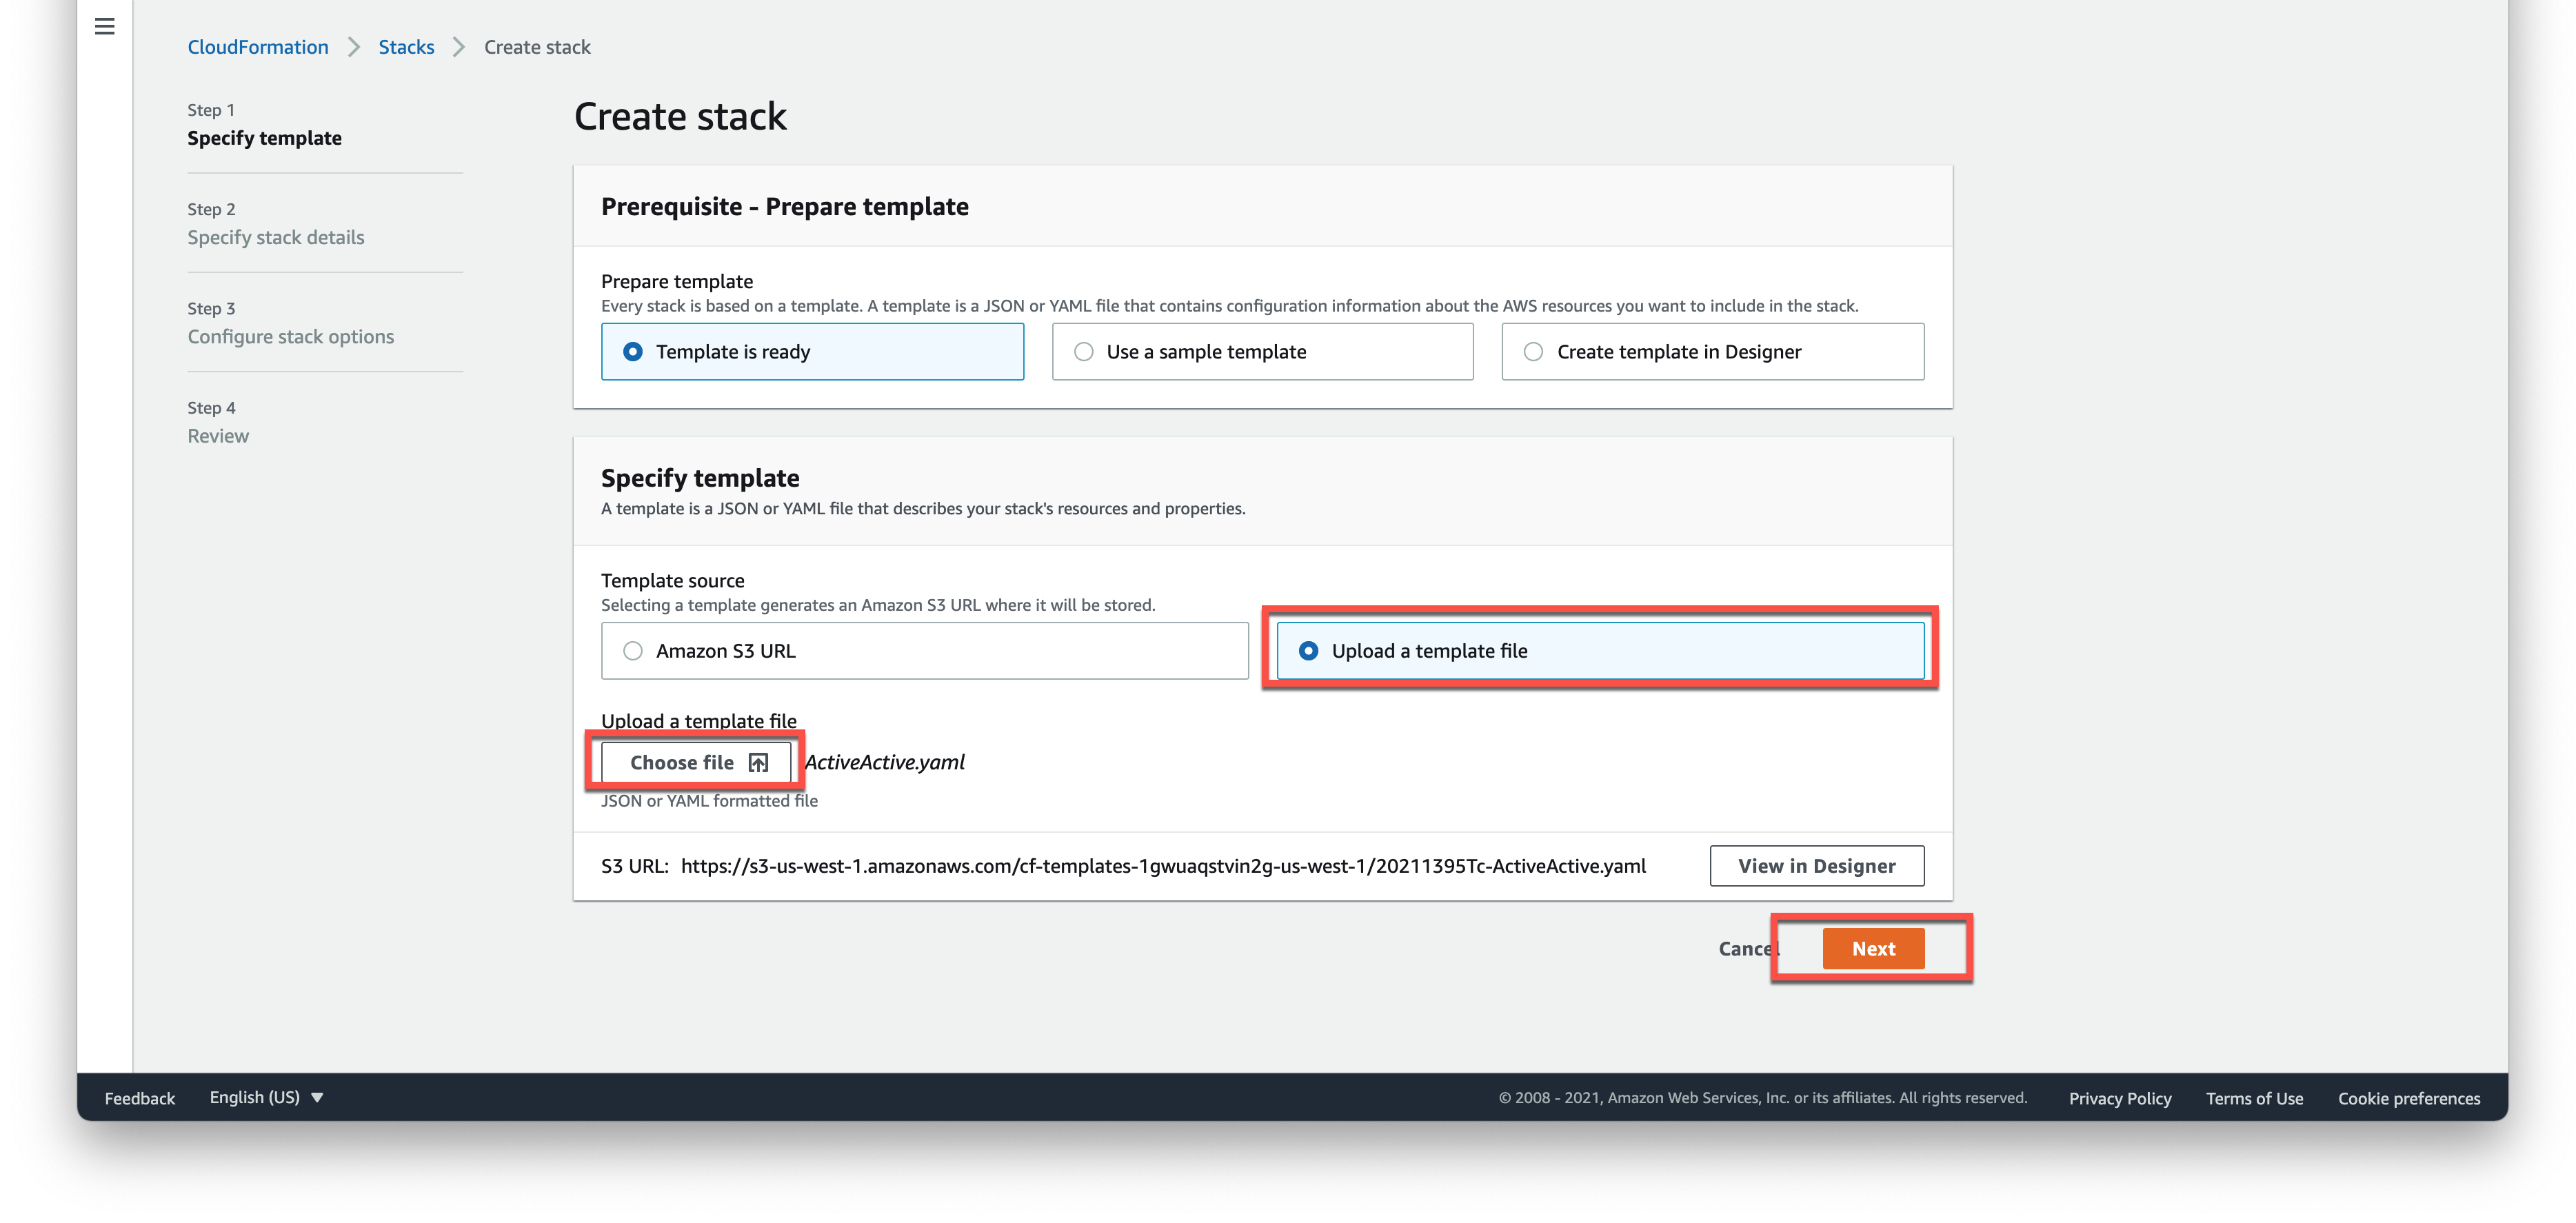 CloudFormation > Stacks > Create stack
Step 1
Specify template
Step 2
Specify stack details
Step 3
Configure stack options
Step 4
Review
Create stack
Prerequisite - Prepare template
Prepare template
Every stack is based on a template. A template is a JSON or YAML file that contains configuration information about the AWS resources you want to include in the stack.
Template is ready
Use a sample template
Create template in Designer
Specify template
A template is a JSON or YAML file that describes your stack's resources and properties.
Template source
Selecting a template generates an Amazon S3 URL where it will be stored.
Amazon S3 URL
Upload a template file
Upload a template file
Choose file ActiveActive.yaml
JSON or YAML formatted file
S3 URL: https://s3-us-west-1.amazonaws.com/cf-templates-1gwuaqstvin2g-us-west-1/20211395Tc-ActiveActive.yaml
View in Designer
Cancel
Next
Feedback English (US) © 2008 - 2021, Amazon Web Services, Inc. or its affiliates. All rights reserved. Privacy Policy Terms of Use Cookie preferences